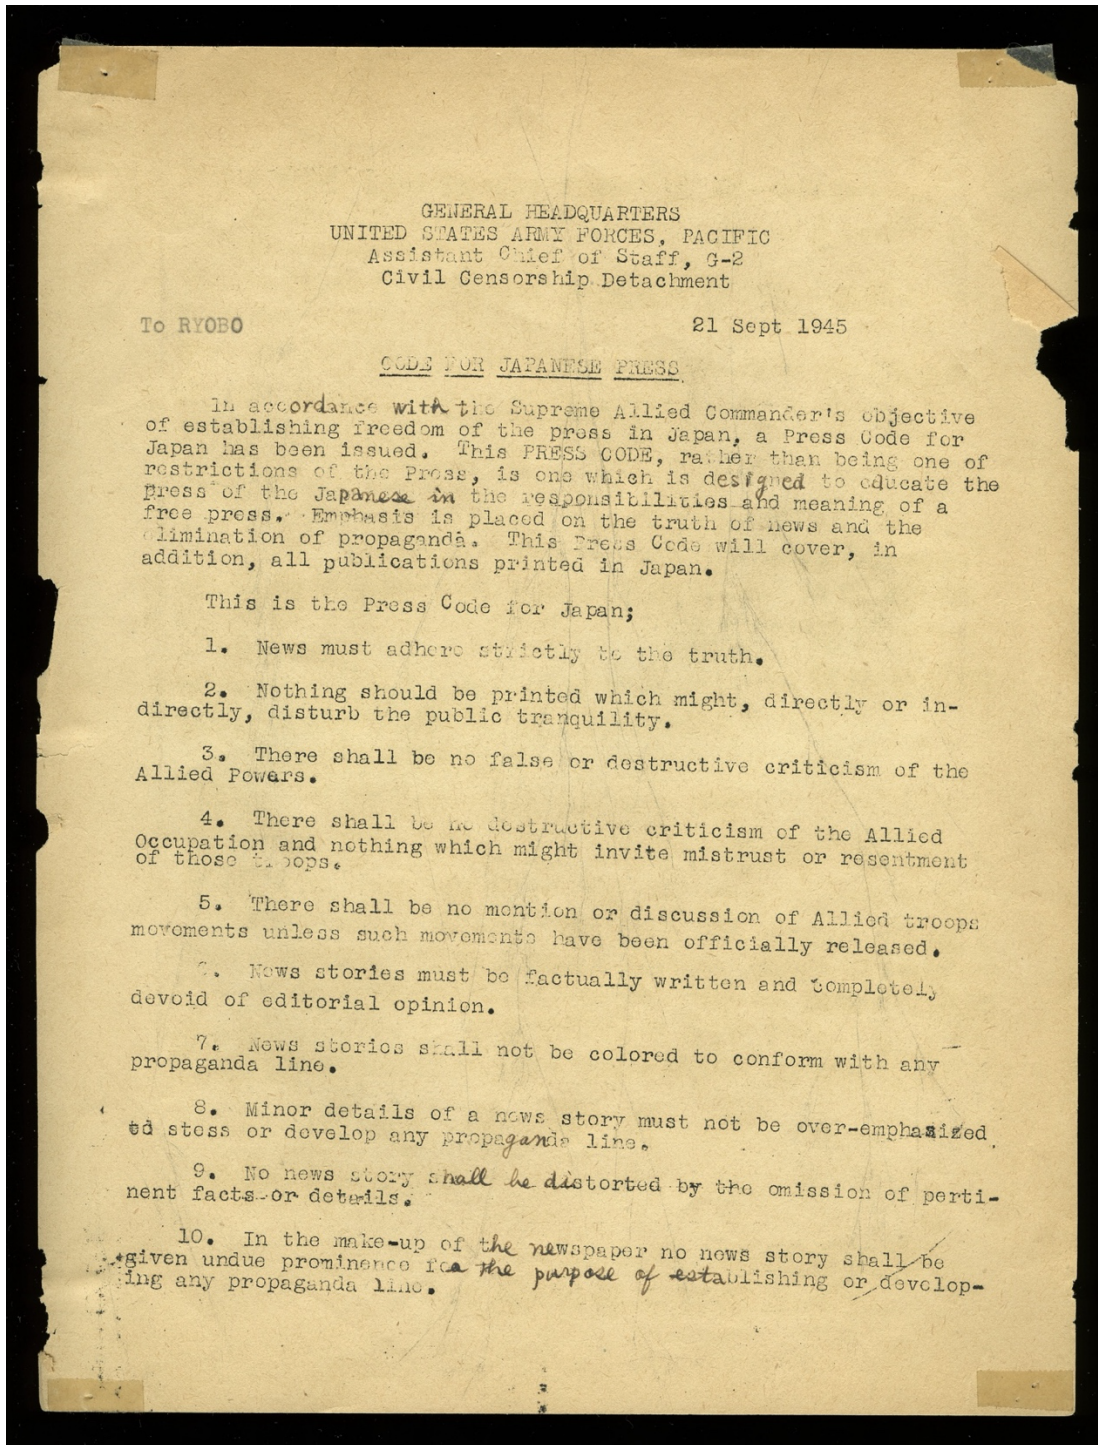 GENERAL HEADQUARTERS
UNITED STATES ARMY FORCES, PACIFIC
Assistant Chief of Staff, G-2
Civil Censorship Detachment
To RYOBO 21 Sept 1945
CODE FOR JAPANESE PRESS
In accordance with the Supreme Allied Commander's objective
of establishing freedom of the press in Japan, a Press Code for
Japan has been issued. This PRESS CODE, rather than being one of
restrictions of the Press, is one which is designed to educate the
press of the Japanese in the responsibilities and meaning of a
free press. Emphasis is placed on the truth of news and the
limination of propaganda. This Press Code will cover, in
addition, all publications printed in Japan.
This is the Press Code for Japan;
1. News must adhere strictly to the truth.
2. Nothing should be printed which might, directly or in-
directly, disturb the public tranquility.
3. There shall be no false or destructive criticism of the
Allied Powars.
4. There shall be no destructive criticism of the Allied
Occupation and nothing which might invite mistrust or resentment
of those troops.
5. There shall be no mention or discussion of Allied troops
movements unless such movements have been officially released.
6. News stories must be factually written and completely
devoid of editorial opinion.
7. News stories shall not be colored to conform with any
propaganda line.
8. Minor details of a news story must not be over-emphasized
stess or develop any propaganda line.
9. No news story shall be distorted by the omission of perti-
nent facts or details.
10. In the make-up of the newspaper no news story shall be
given undue prominence for the purpose of establishing or develop-
ing any propaganda line.